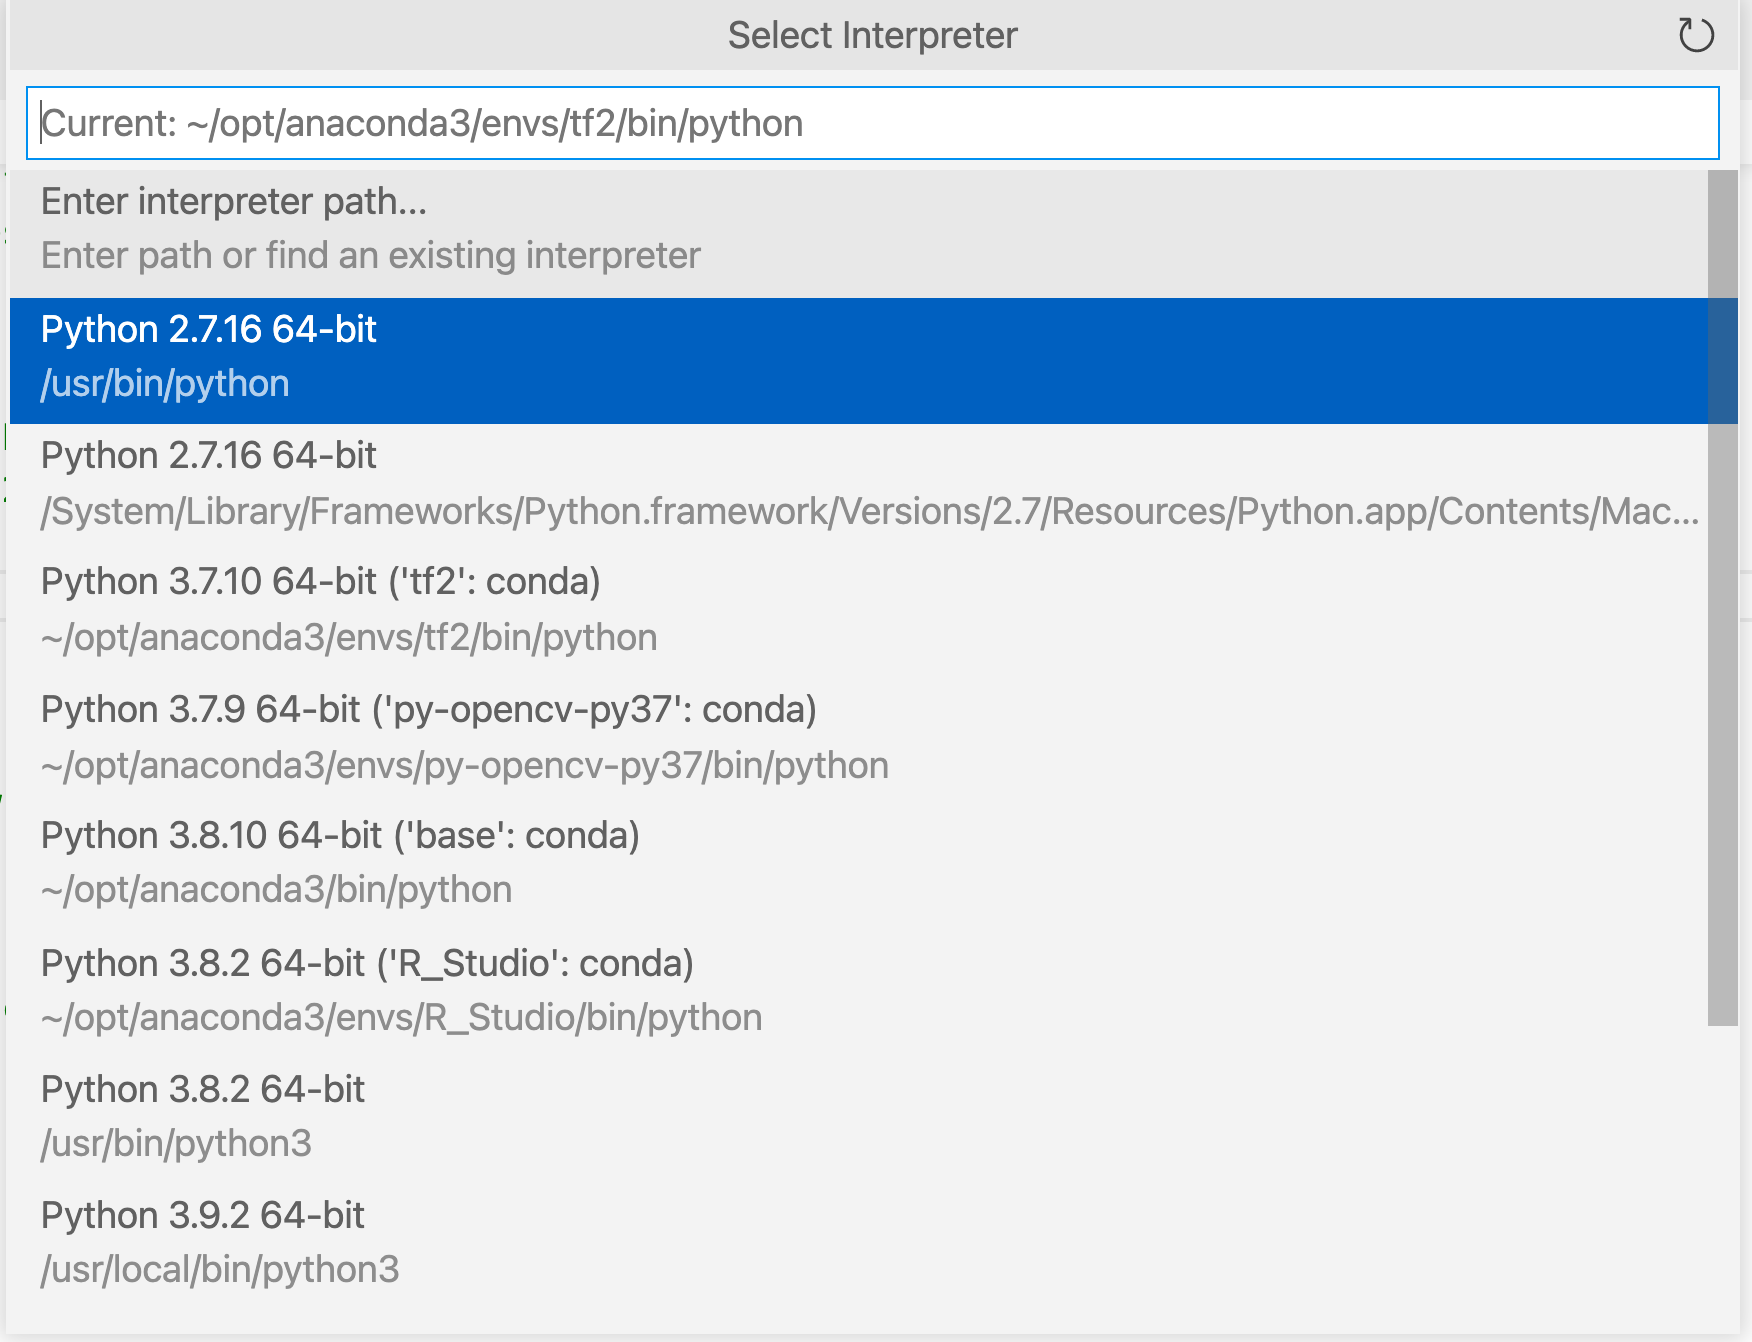 Select Interpreter
Current: ~/opt/anaconda3/envs/tf2/bin/python
Enter interpreter path...
Enter path or find an existing interpreter
Python 2.7.16 64-bit
/usr/bin/python
Python 2.7.16 64-bit
/System/Library/Frameworks/Python.framework/Versions/2.7/Resources/Python.app/Contents/Mac...
Python 3.7.10 64-bit ('tf2': conda)
~/opt/anaconda3/envs/tf2/bin/python
Python 3.7.9 64-bit ('py-opencv-py37': conda)
~/opt/anaconda3/envs/py-opencv-py37/bin/python
Python 3.8.10 64-bit ('base': conda)
~/opt/anaconda3/bin/python
Python 3.8.2 64-bit ('R_Studio': conda)
~/opt/anaconda3/envs/R_Studio/bin/python
Python 3.8.2 64-bit
/usr/bin/python3
Python 3.9.2 64-bit
/usr/local/bin/python3